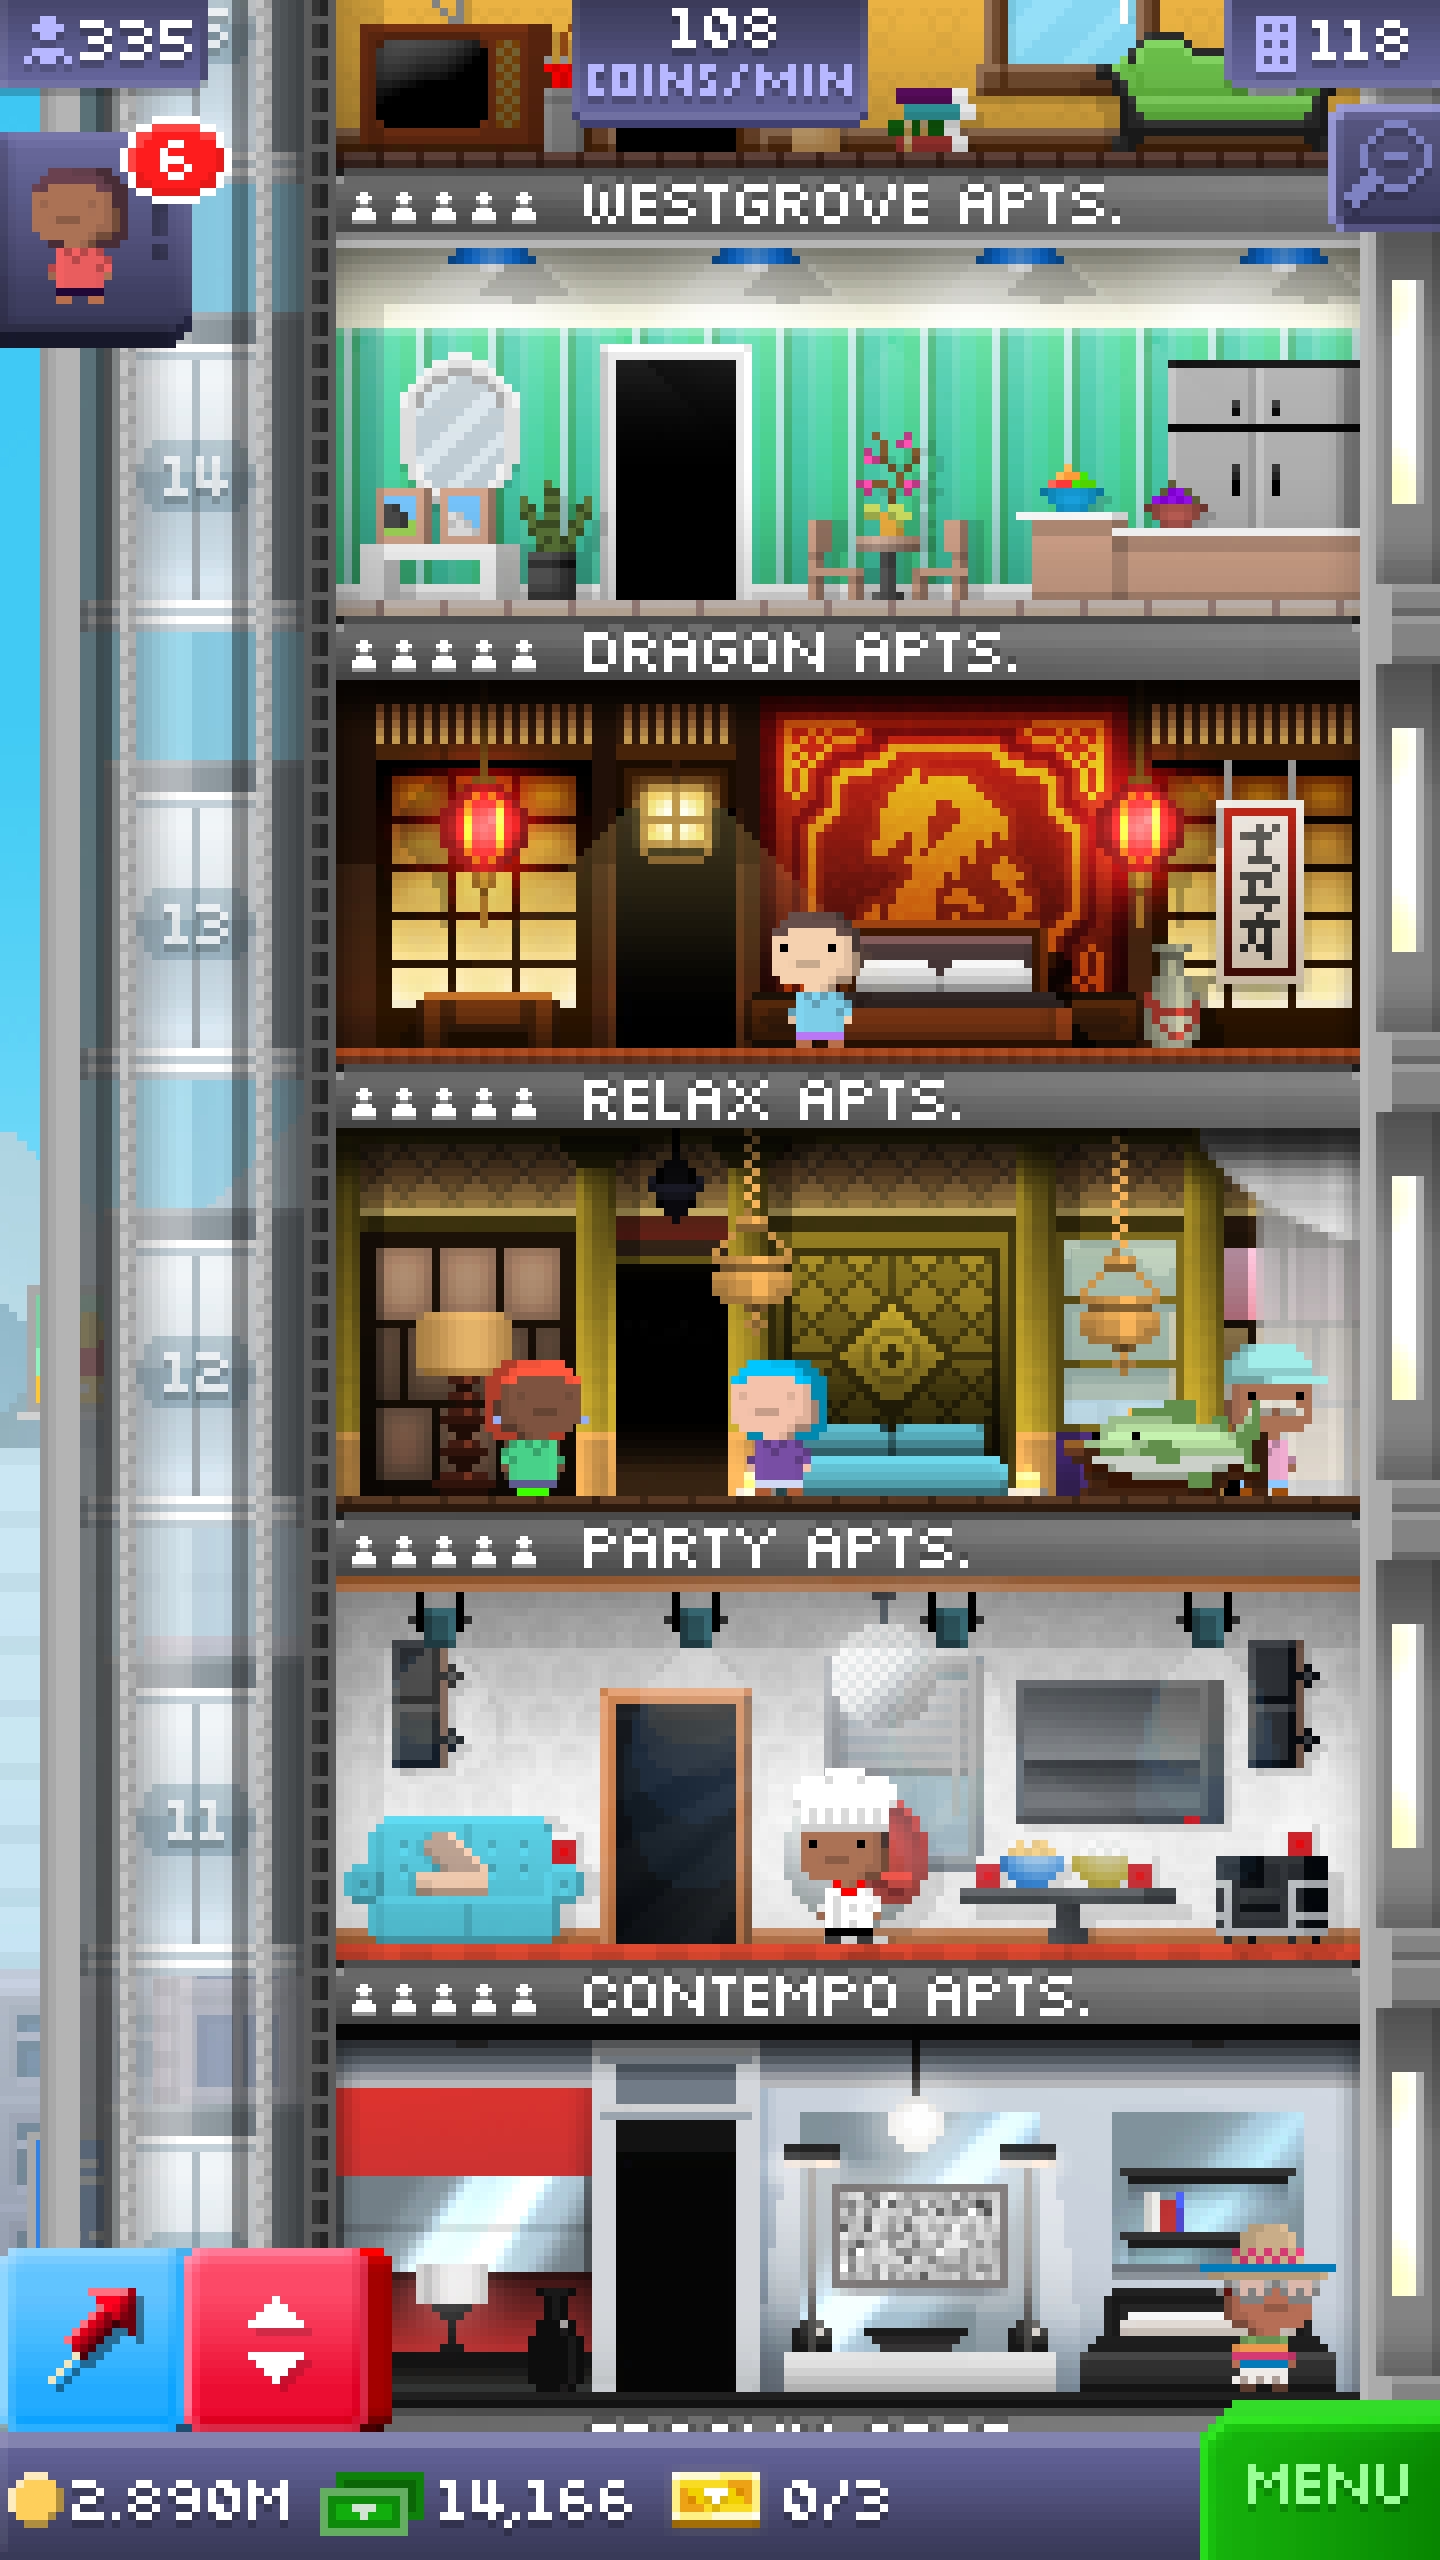 335
108
COINS/MIN
118
6
WESTGROVE APTS.
14
DRAGON APTS.
13
RELAX APTS.
12
PARTY APTS.
11
CONTEMPO APTS.
2.890M
14,166
0/3
MENU